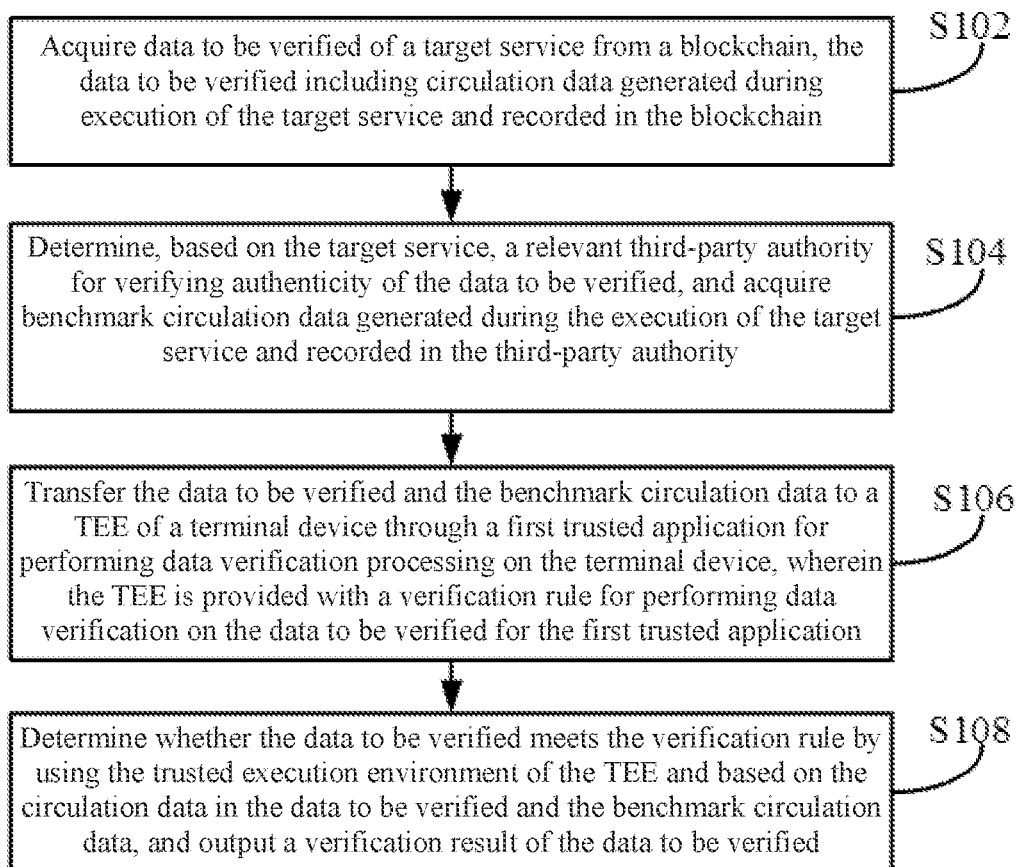 Acquire data to be verified of a target service from a blockchain, the
data to be verified including circulation data generated during
execution of the target service and recorded in the blockchain
S102
Determine, based on the target service, a relevant third-party authority
for verifying authenticity of the data to be verified, and acquire
benchmark circulation data generated during the execution of the target
service and recorded in the third-party authority
S104
Transfer the data to be verified and the benchmark circulation data to a
TEE of a terminal device through a first trusted application for
performing data verification processing on the terminal device, wherein
the TEE is provided with a verification rule for performing data
verification on the data to be verified for the first trusted application
S106
Determine whether the data to be verified meets the verification rule by
using the trusted execution environment of the TEE and based on the
circulation data in the data to be verified and the benchmark circulation
data, and output a verification result of the data to be verified
S108